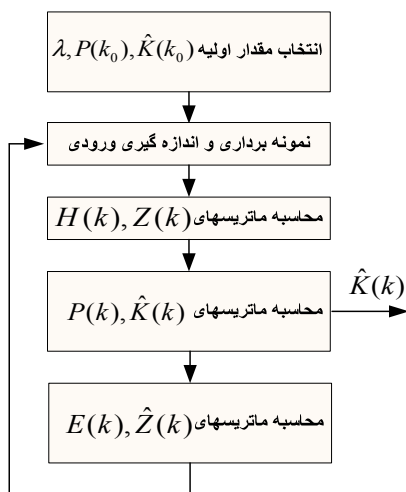 انتخاب مقدار اولیه λ, P(k₀), K̂(k₀)
نمونه برداری و اندازه گیری ورودی
محاسبه ماتریسهای H(k), Z(k)
محاسبه ماتریسهای P(k), K̂(k)
K̂(k)
محاسبه ماتریسهای E(k), Ẑ(k)